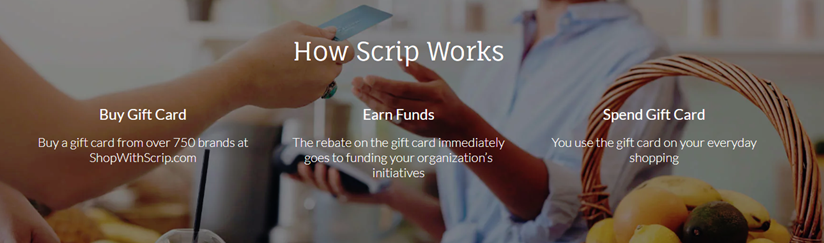 How Scrip Works
Buy Gift Card
Buy a gift card from over 750 brands at
ShopWithScrip.com
Earn Funds
The rebate on the gift card immediately
goes to funding your organization's
initiatives
Spend Gift Card
You use the gift card on your everyday
shopping